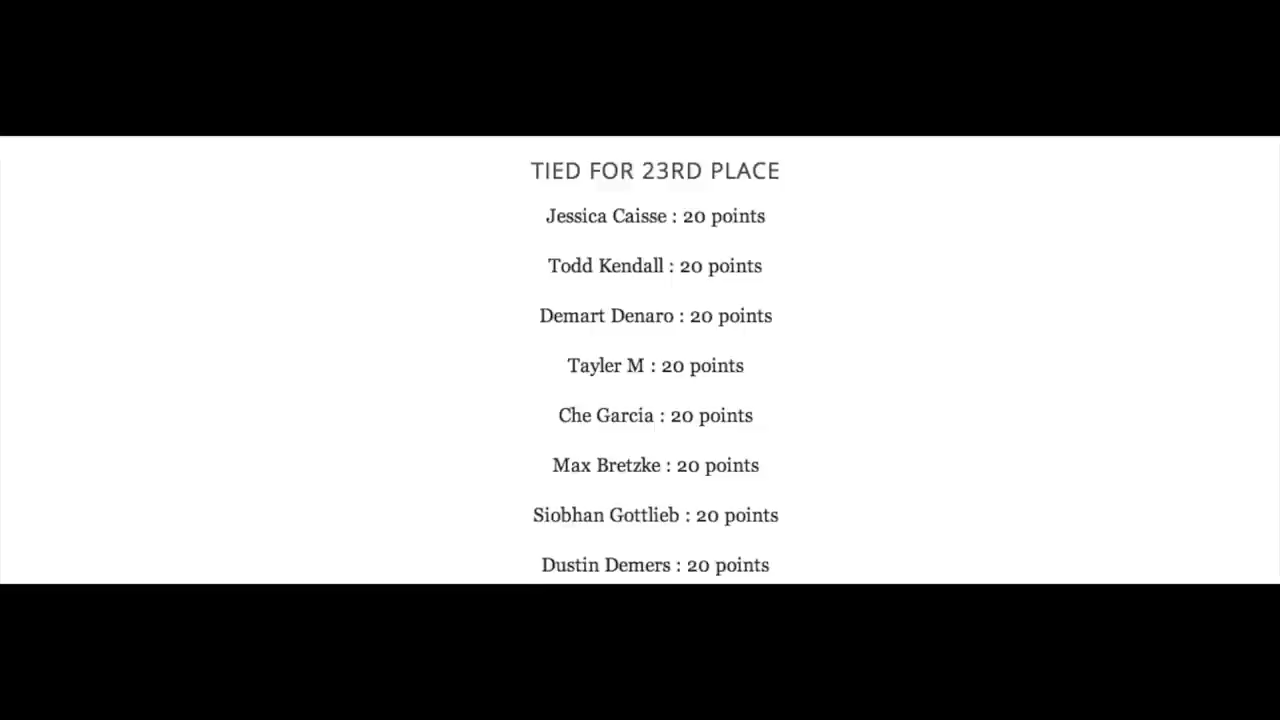 TIED FOR 23RD PLACE
Jessica Caisse : 20 points
Todd Kendall : 20 points
Demart Denaro : 20 points
Tayler M : 20 points
Che Garcia : 20 points
Max Bretzke : 20 points
Siobhan Gottlieb : 20 points
Dustin Demers : 20 points